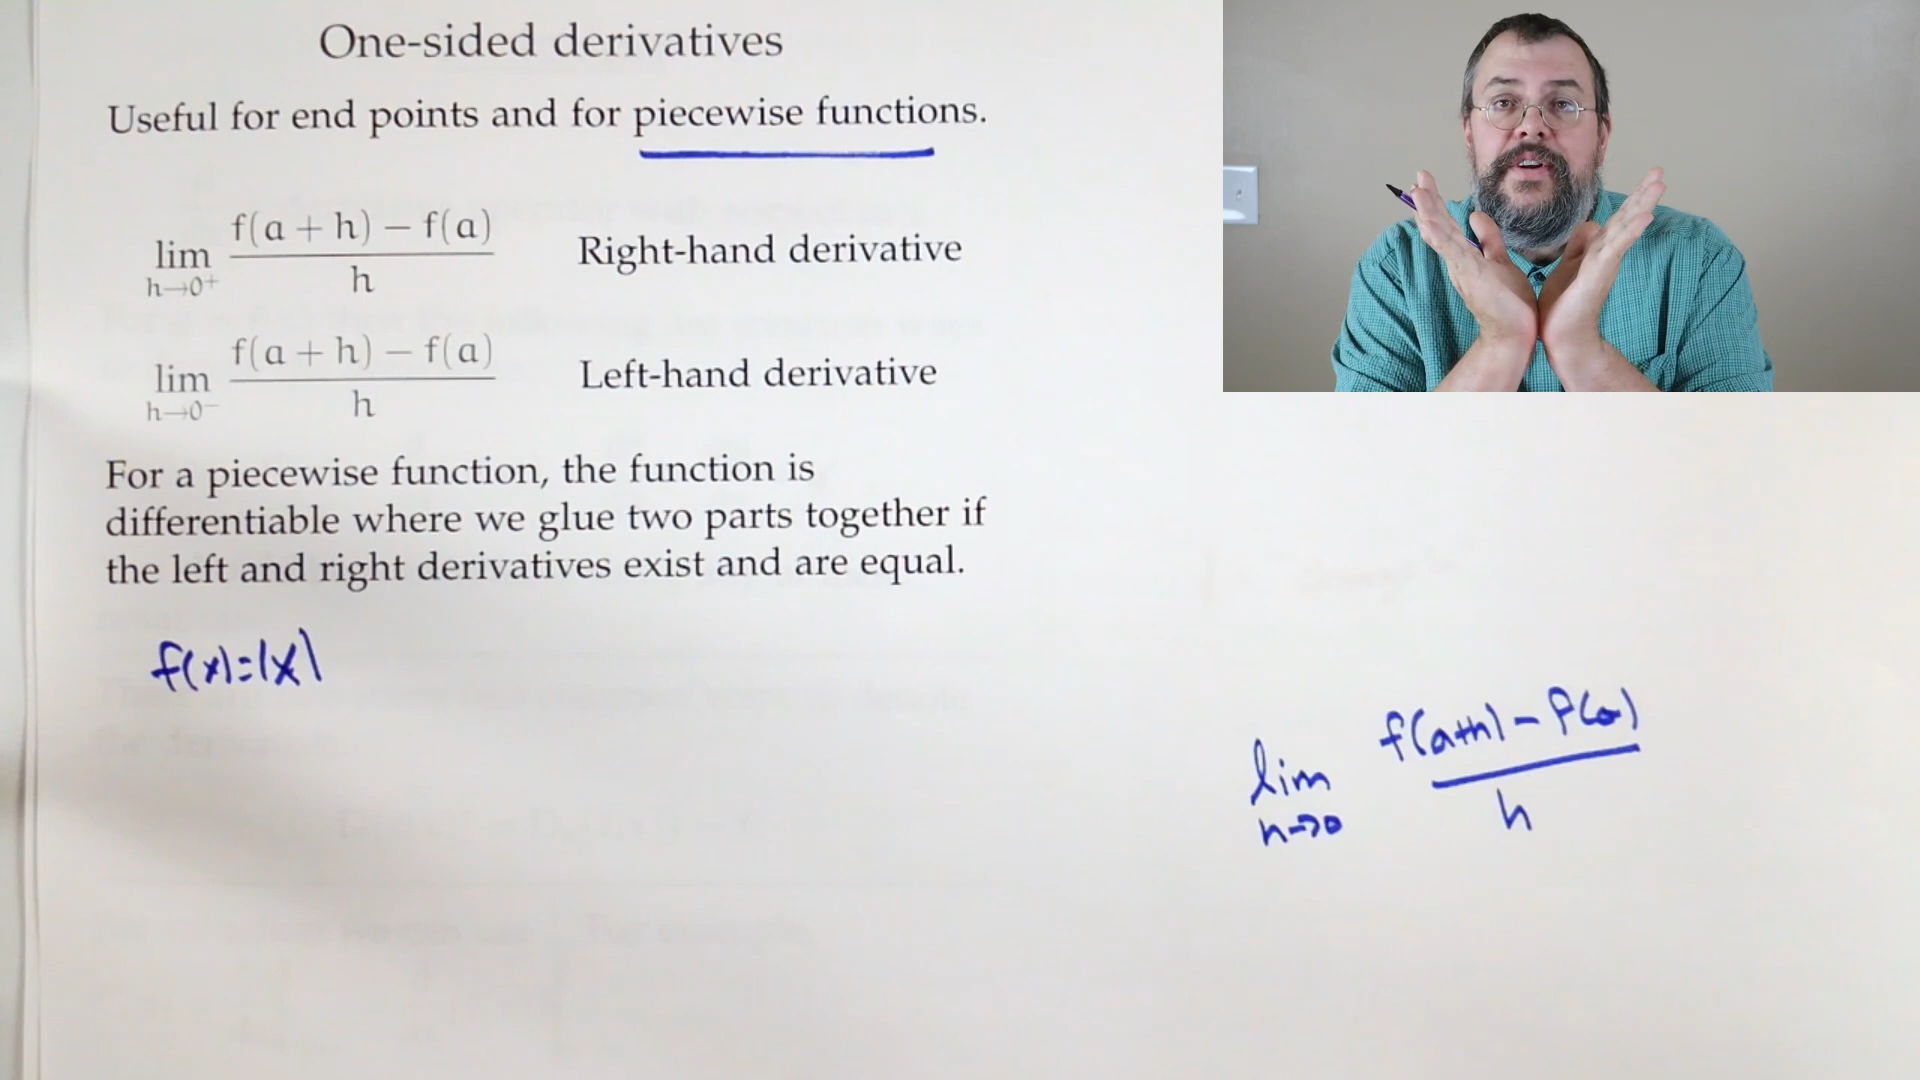 One-sided derivatives
Useful for end points and for piecewise functions.
lim h→0⁺ f(a + h) − f(a) / h Right-hand derivative
lim h→0⁻ f(a + h) − f(a) / h Left-hand derivative
For a piecewise function, the function is
differentiable where we glue two parts together if
the left and right derivatives exist and are equal.
f(x)=|x|
lim h→0 f(a+h) − f(a) / h